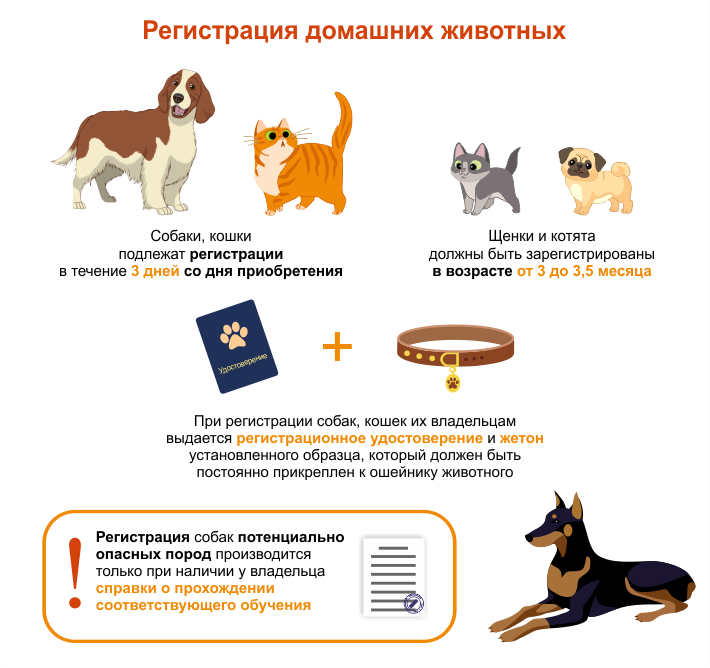 Регистрация домашних животных
Собаки, кошки
подлежат регистрации
в течение 3 дней со дня приобретения
Щенки и котята
должны быть зарегистрированы
в возрасте от 3 до 3,5 месяца
Удостоверение
+
При регистрации собак, кошек их владельцам
выдается регистрационное удостоверение и жетон
установленного образца, который должен быть
постоянно прикреплен к ошейнику животного
! Регистрация собак потенциально
опасных пород производится
только при наличии у владельца
справки о прохождении
соответствующего обучения